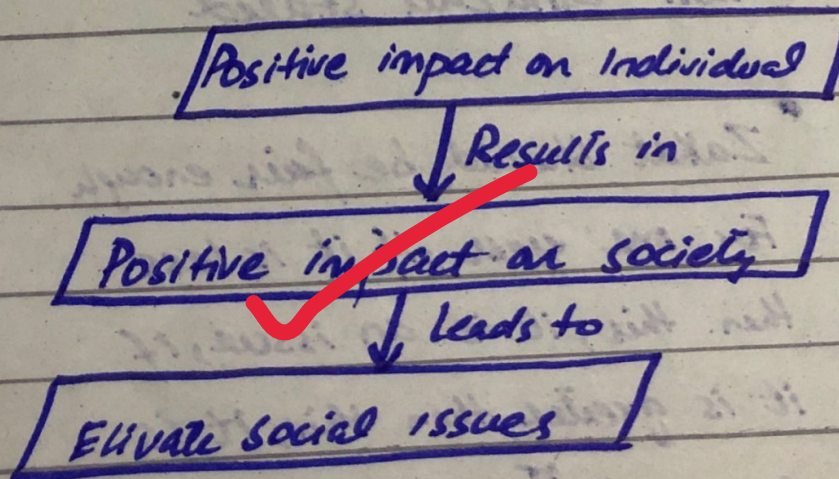 Positive impact on Individual
Results in
Positive impact on society
leads to
Elivate social issues